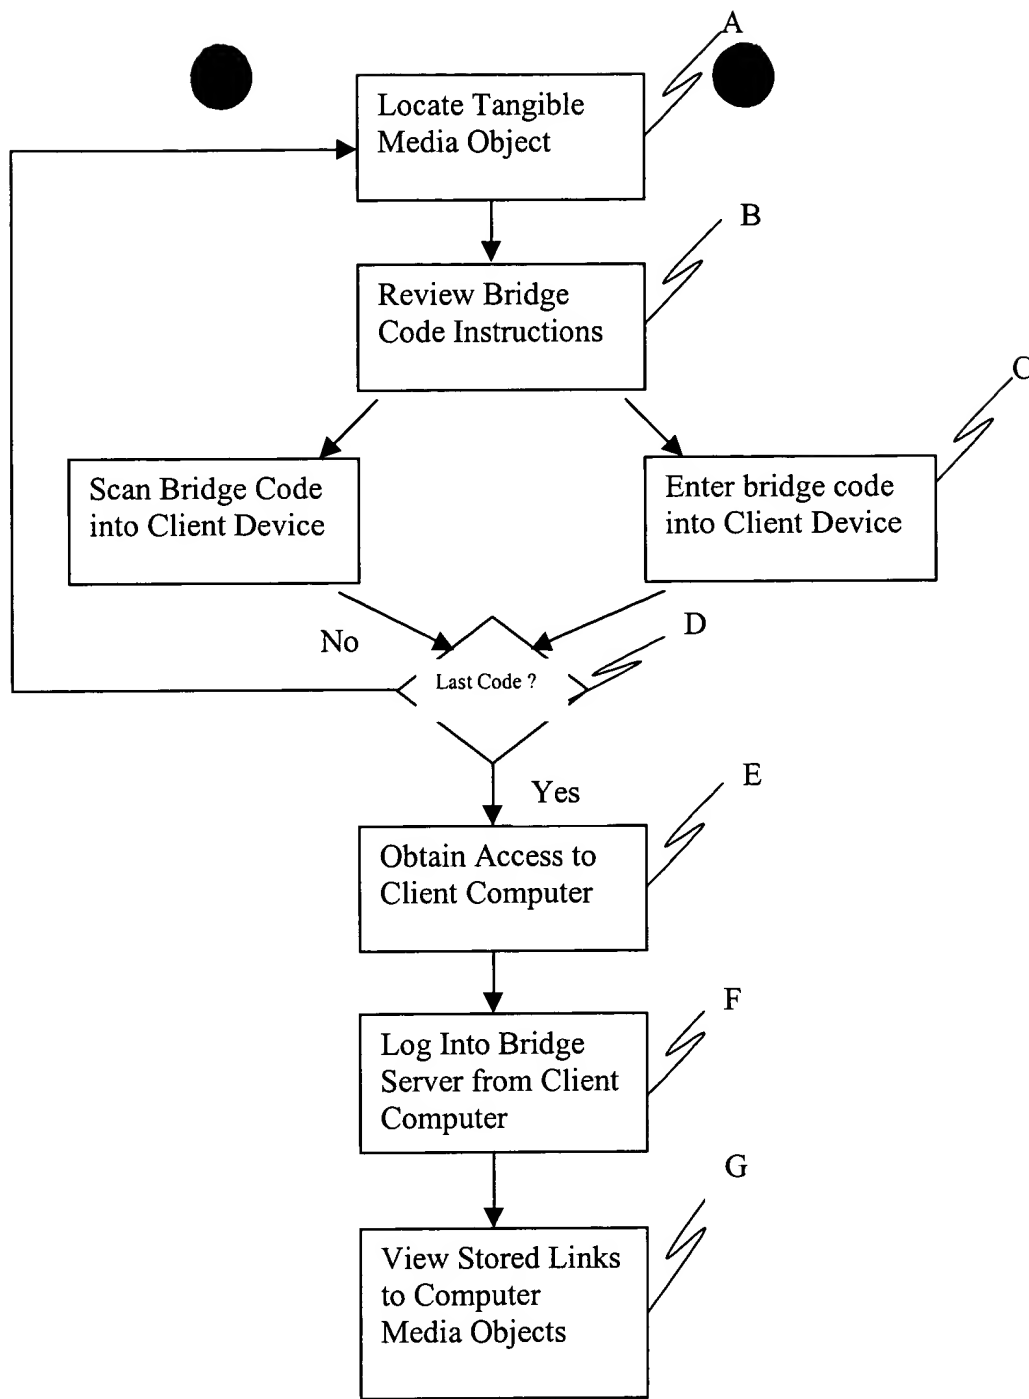 A
Locate Tangible
Media Object
B
Review Bridge
Code Instructions
C
Scan Bridge Code
into Client Device
Enter bridge code
into Client Device
D
No
Last Code ?
Yes
E
Obtain Access to
Client Computer
F
Log Into Bridge
Server from Client
Computer
G
View Stored Links
to Computer
Media Objects